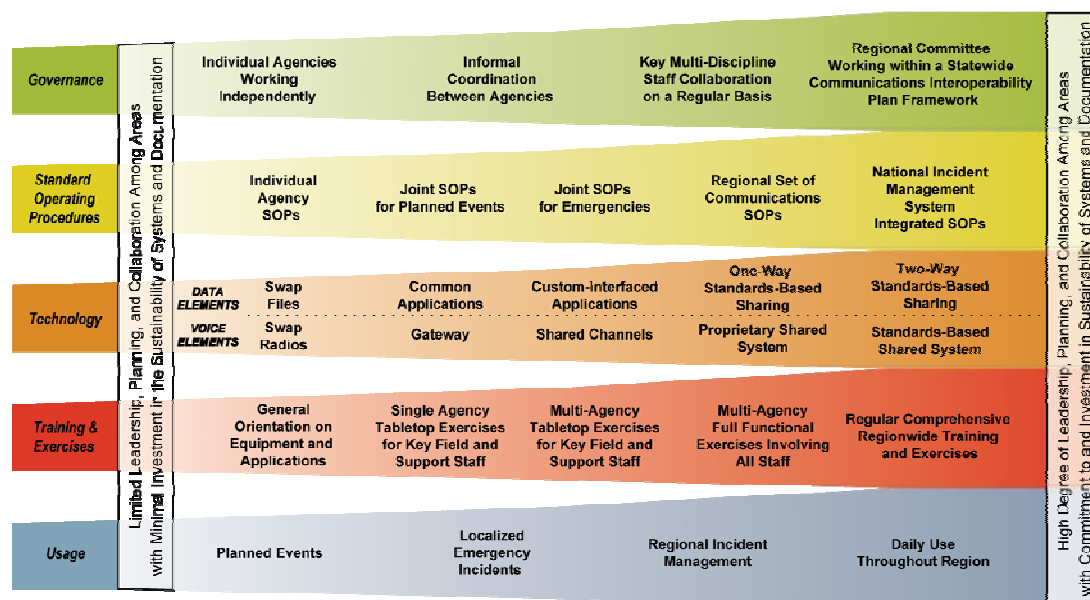 Governance
Individual Agencies
Working
Independently
Informal
Coordination
Between Agencies
Key Multi-Discipline
Staff Collaboration
on a Regular Basis
Regional Committee
Working within a Statewide
Communications Interoperability
Plan Framework
Standard
Operating
Procedures
Individual
Agency
SOPs
Joint SOPs
for Planned Events
Joint SOPs
for Emergencies
Regional Set of
Communications
SOPs
National Incident
Management
System
Integrated SOPs
Technology
DATA
ELEMENTS
Swap
Files
Common
Applications
Custom-Interfaced
Applications
One-Way
Standards-Based
Sharing
Two-Way
Standards-Based
Sharing
VOICE
ELEMENTS
Swap
Radios
Gateway
Shared Channels
Proprietary Shared
System
Standards-Based
Shared System
Training &
Exercises
General
Orientation on
Equipment and
Applications
Single Agency
Tabletop Exercises
for Key Field and
Support Staff
Multi-Agency
Tabletop Exercises
for Key Field and
Support Staff
Multi-Agency
Full Functional
Exercises Involving
All Staff
Regular Comprehensive
Regionwide Training
and Exercises
Usage
Planned Events
Localized
Emergency
Incidents
Regional Incident
Management
Daily Use
Throughout Region
Limited Leadership, Planning, and Collaboration Among Areas
with Minimal Investment in the Sustainability of Systems and Documentation
High Degree of Leadership, Planning, and Collaboration Among Areas
with Commitment to and Investment in Sustainability of Systems and Documentation